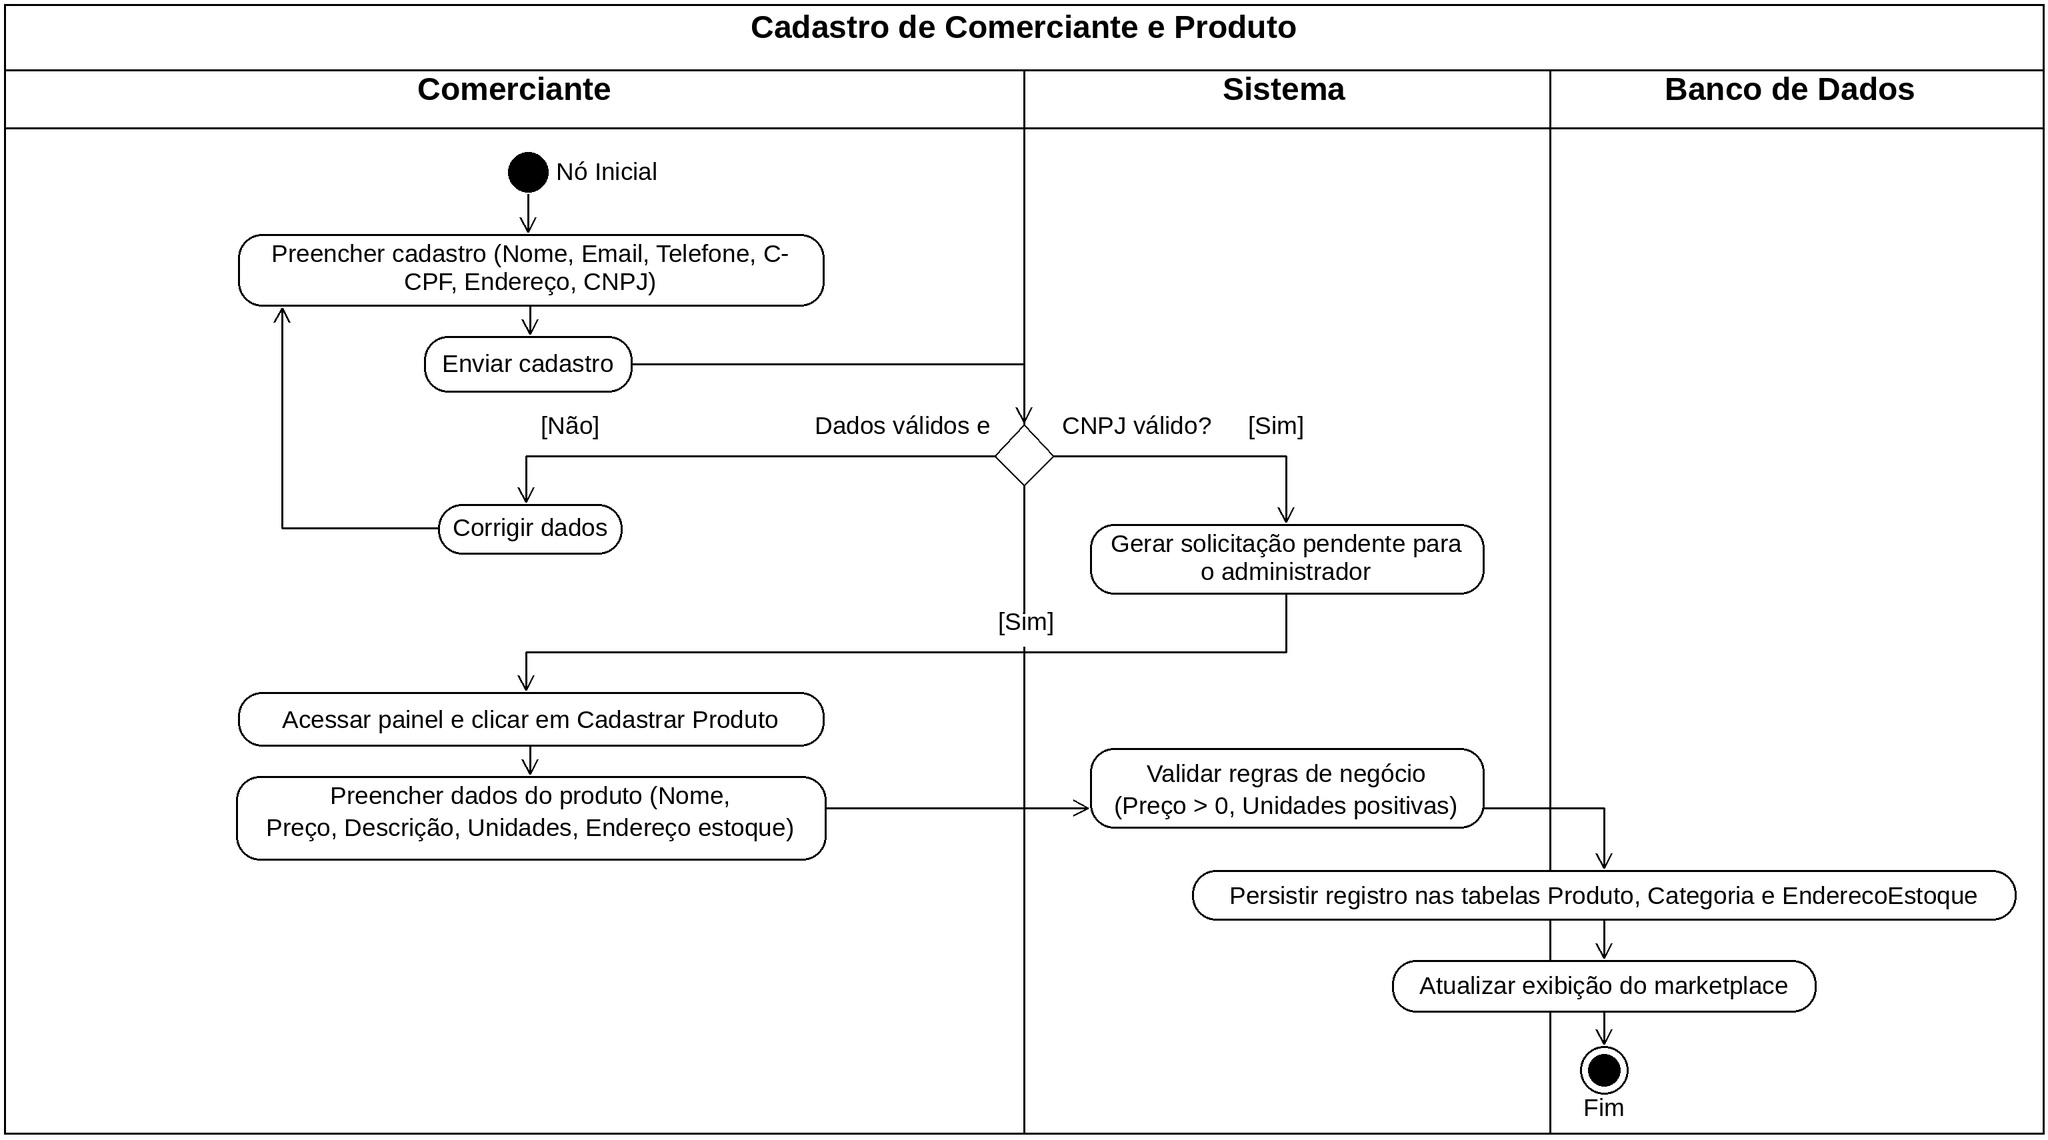 Cadastro de Comerciante e Produto
Comerciante
Sistema
Banco de Dados
Nó Inicial
Preencher cadastro (Nome, Email, Telefone, C-
CPF, Endereço, CNPJ)
Enviar cadastro
[Não]
Dados válidos e
CNPJ válido?
[Sim]
Corrigir dados
Gerar solicitação pendente para
o administrador
[Sim]
Acessar painel e clicar em Cadastrar Produto
Preencher dados do produto (Nome,
Preço, Descrição, Unidades, Endereço estoque)
Validar regras de negócio
(Preço > 0, Unidades positivas)
Persistir registro nas tabelas Produto, Categoria e EnderecoEstoque
Atualizar exibição do marketplace
Fim